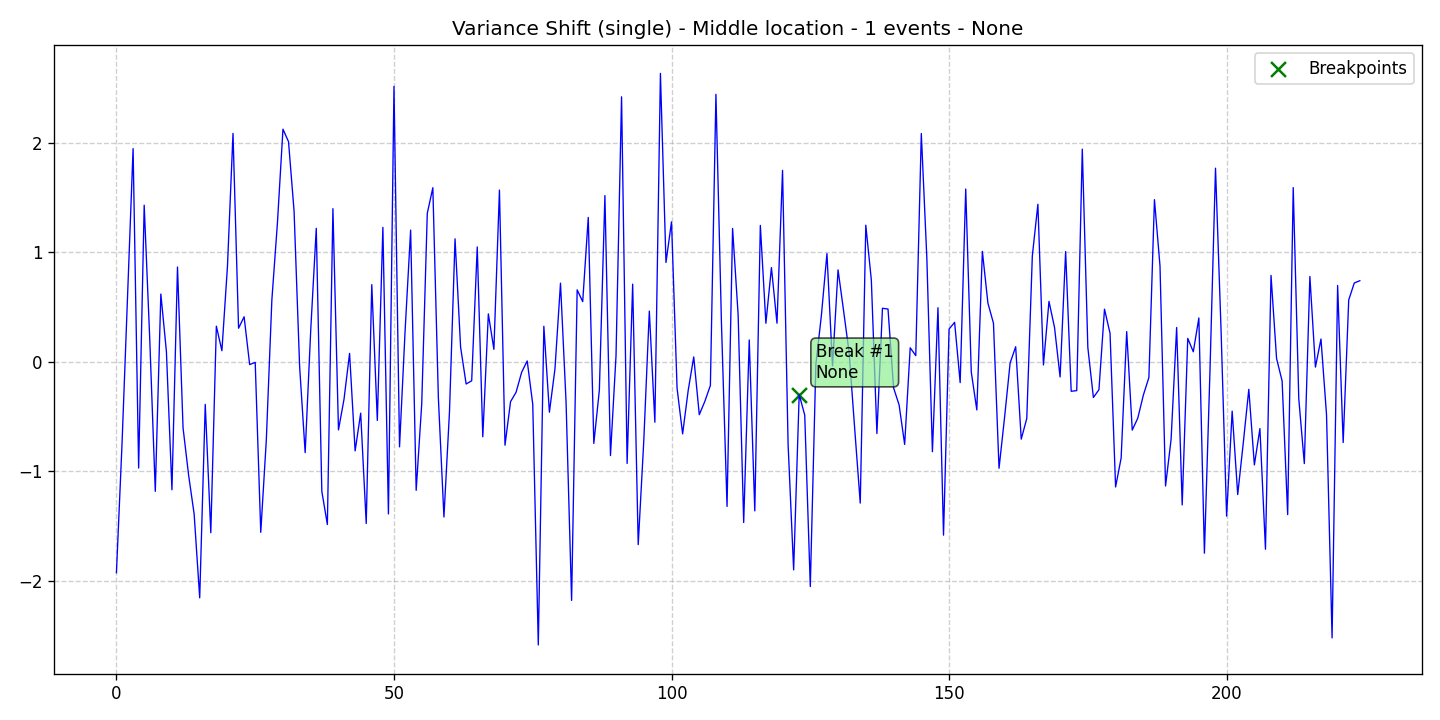 Variance Shift (single) - Middle location - 1 events - None
Breakpoints
2
1
0
−1
−2
Break #1
None
0
50
100
150
200